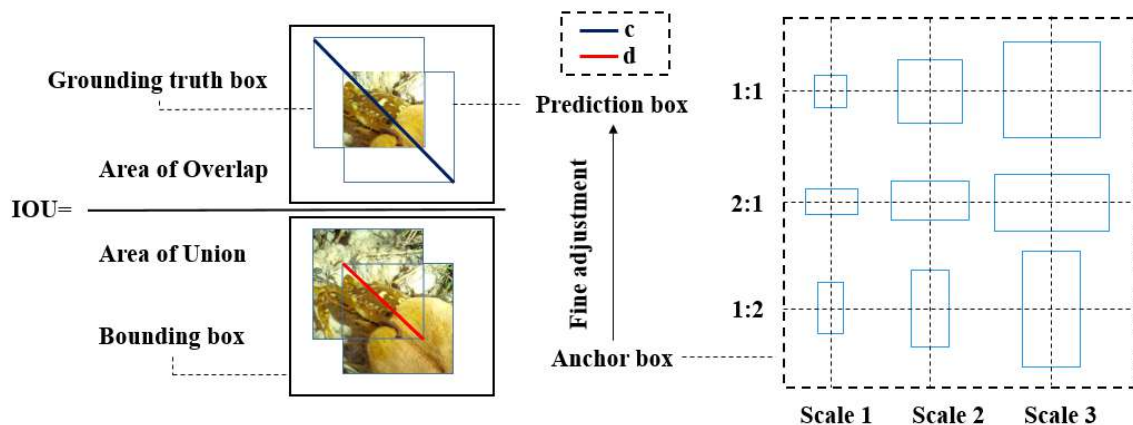 c
d
Grounding truth box
Prediction box
Area of Overlap
IOU=
Area of Union
Bounding box
Fine adjustment
Anchor box
1:1
2:1
1:2
Scale 1
Scale 2
Scale 3